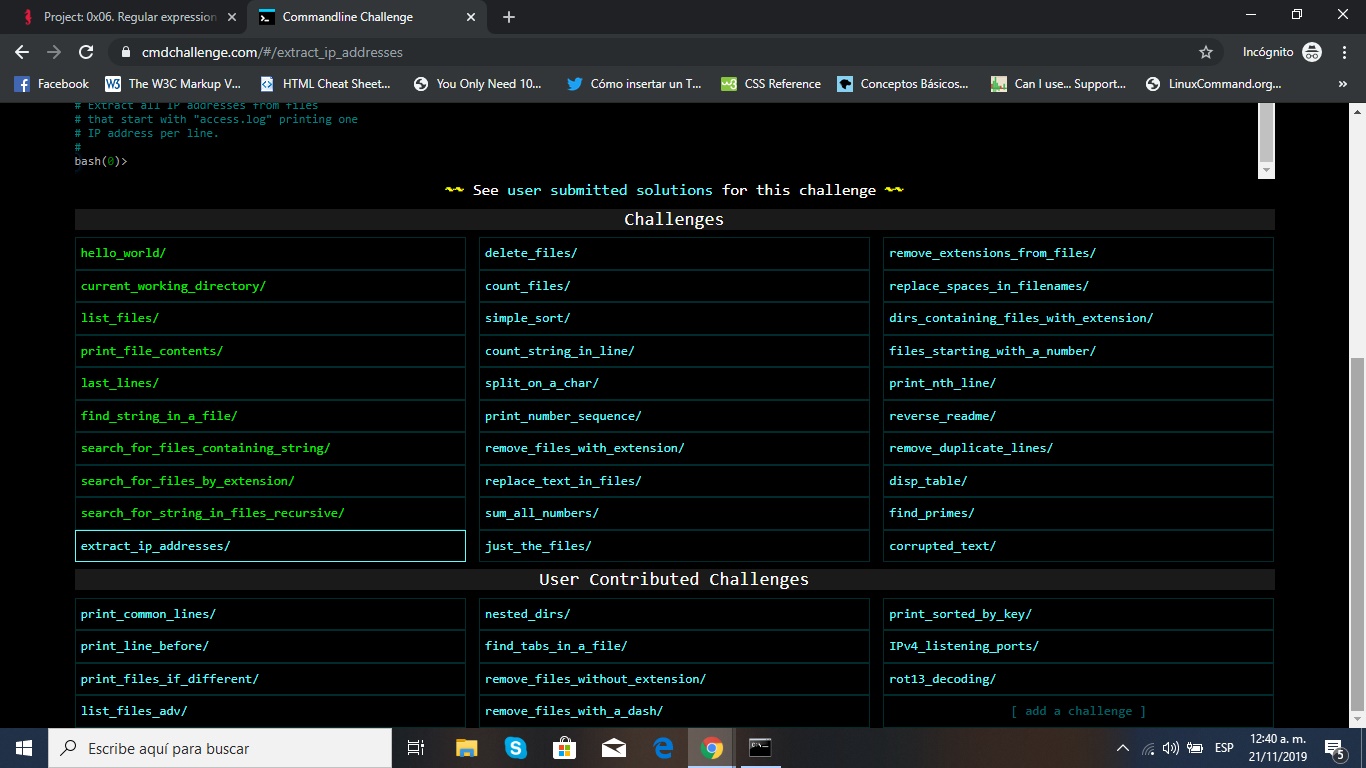 Project: 0x06. Regular expression
Commandline Challenge
cmdchallenge.com/#/extract_ip_addresses
Incógnito
Facebook
The W3C Markup V...
HTML Cheat Sheet...
You Only Need 10...
Cómo insertar un T...
CSS Reference
Conceptos Básicos...
Can I use... Support...
LinuxCommand.org...
»
# Extract all IP addresses from files
# that start with "access.log" printing one
# IP address per line.
#
bash(0)>
~~ See user submitted solutions for this challenge ~~
Challenges
hello_world/
delete_files/
remove_extensions_from_files/
current_working_directory/
count_files/
replace_spaces_in_filenames/
list_files/
simple_sort/
dirs_containing_files_with_extension/
print_file_contents/
count_string_in_line/
files_starting_with_a_number/
last_lines/
split_on_a_char/
print_nth_line/
find_string_in_a_file/
print_number_sequence/
reverse_readme/
search_for_files_containing_string/
remove_files_with_extension/
remove_duplicate_lines/
search_for_files_by_extension/
replace_text_in_files/
disp_table/
search_for_string_in_files_recursive/
sum_all_numbers/
find_primes/
extract_ip_addresses/
just_the_files/
corrupted_text/
User Contributed Challenges
print_common_lines/
nested_dirs/
print_sorted_by_key/
print_line_before/
find_tabs_in_a_file/
IPv4_listening_ports/
print_files_if_different/
remove_files_without_extension/
rot13_decoding/
list_files_adv/
remove_files_with_a_dash/
[ add a challenge ]
Escribe aquí para buscar
ESP
12:40 a. m.
21/11/2019
5